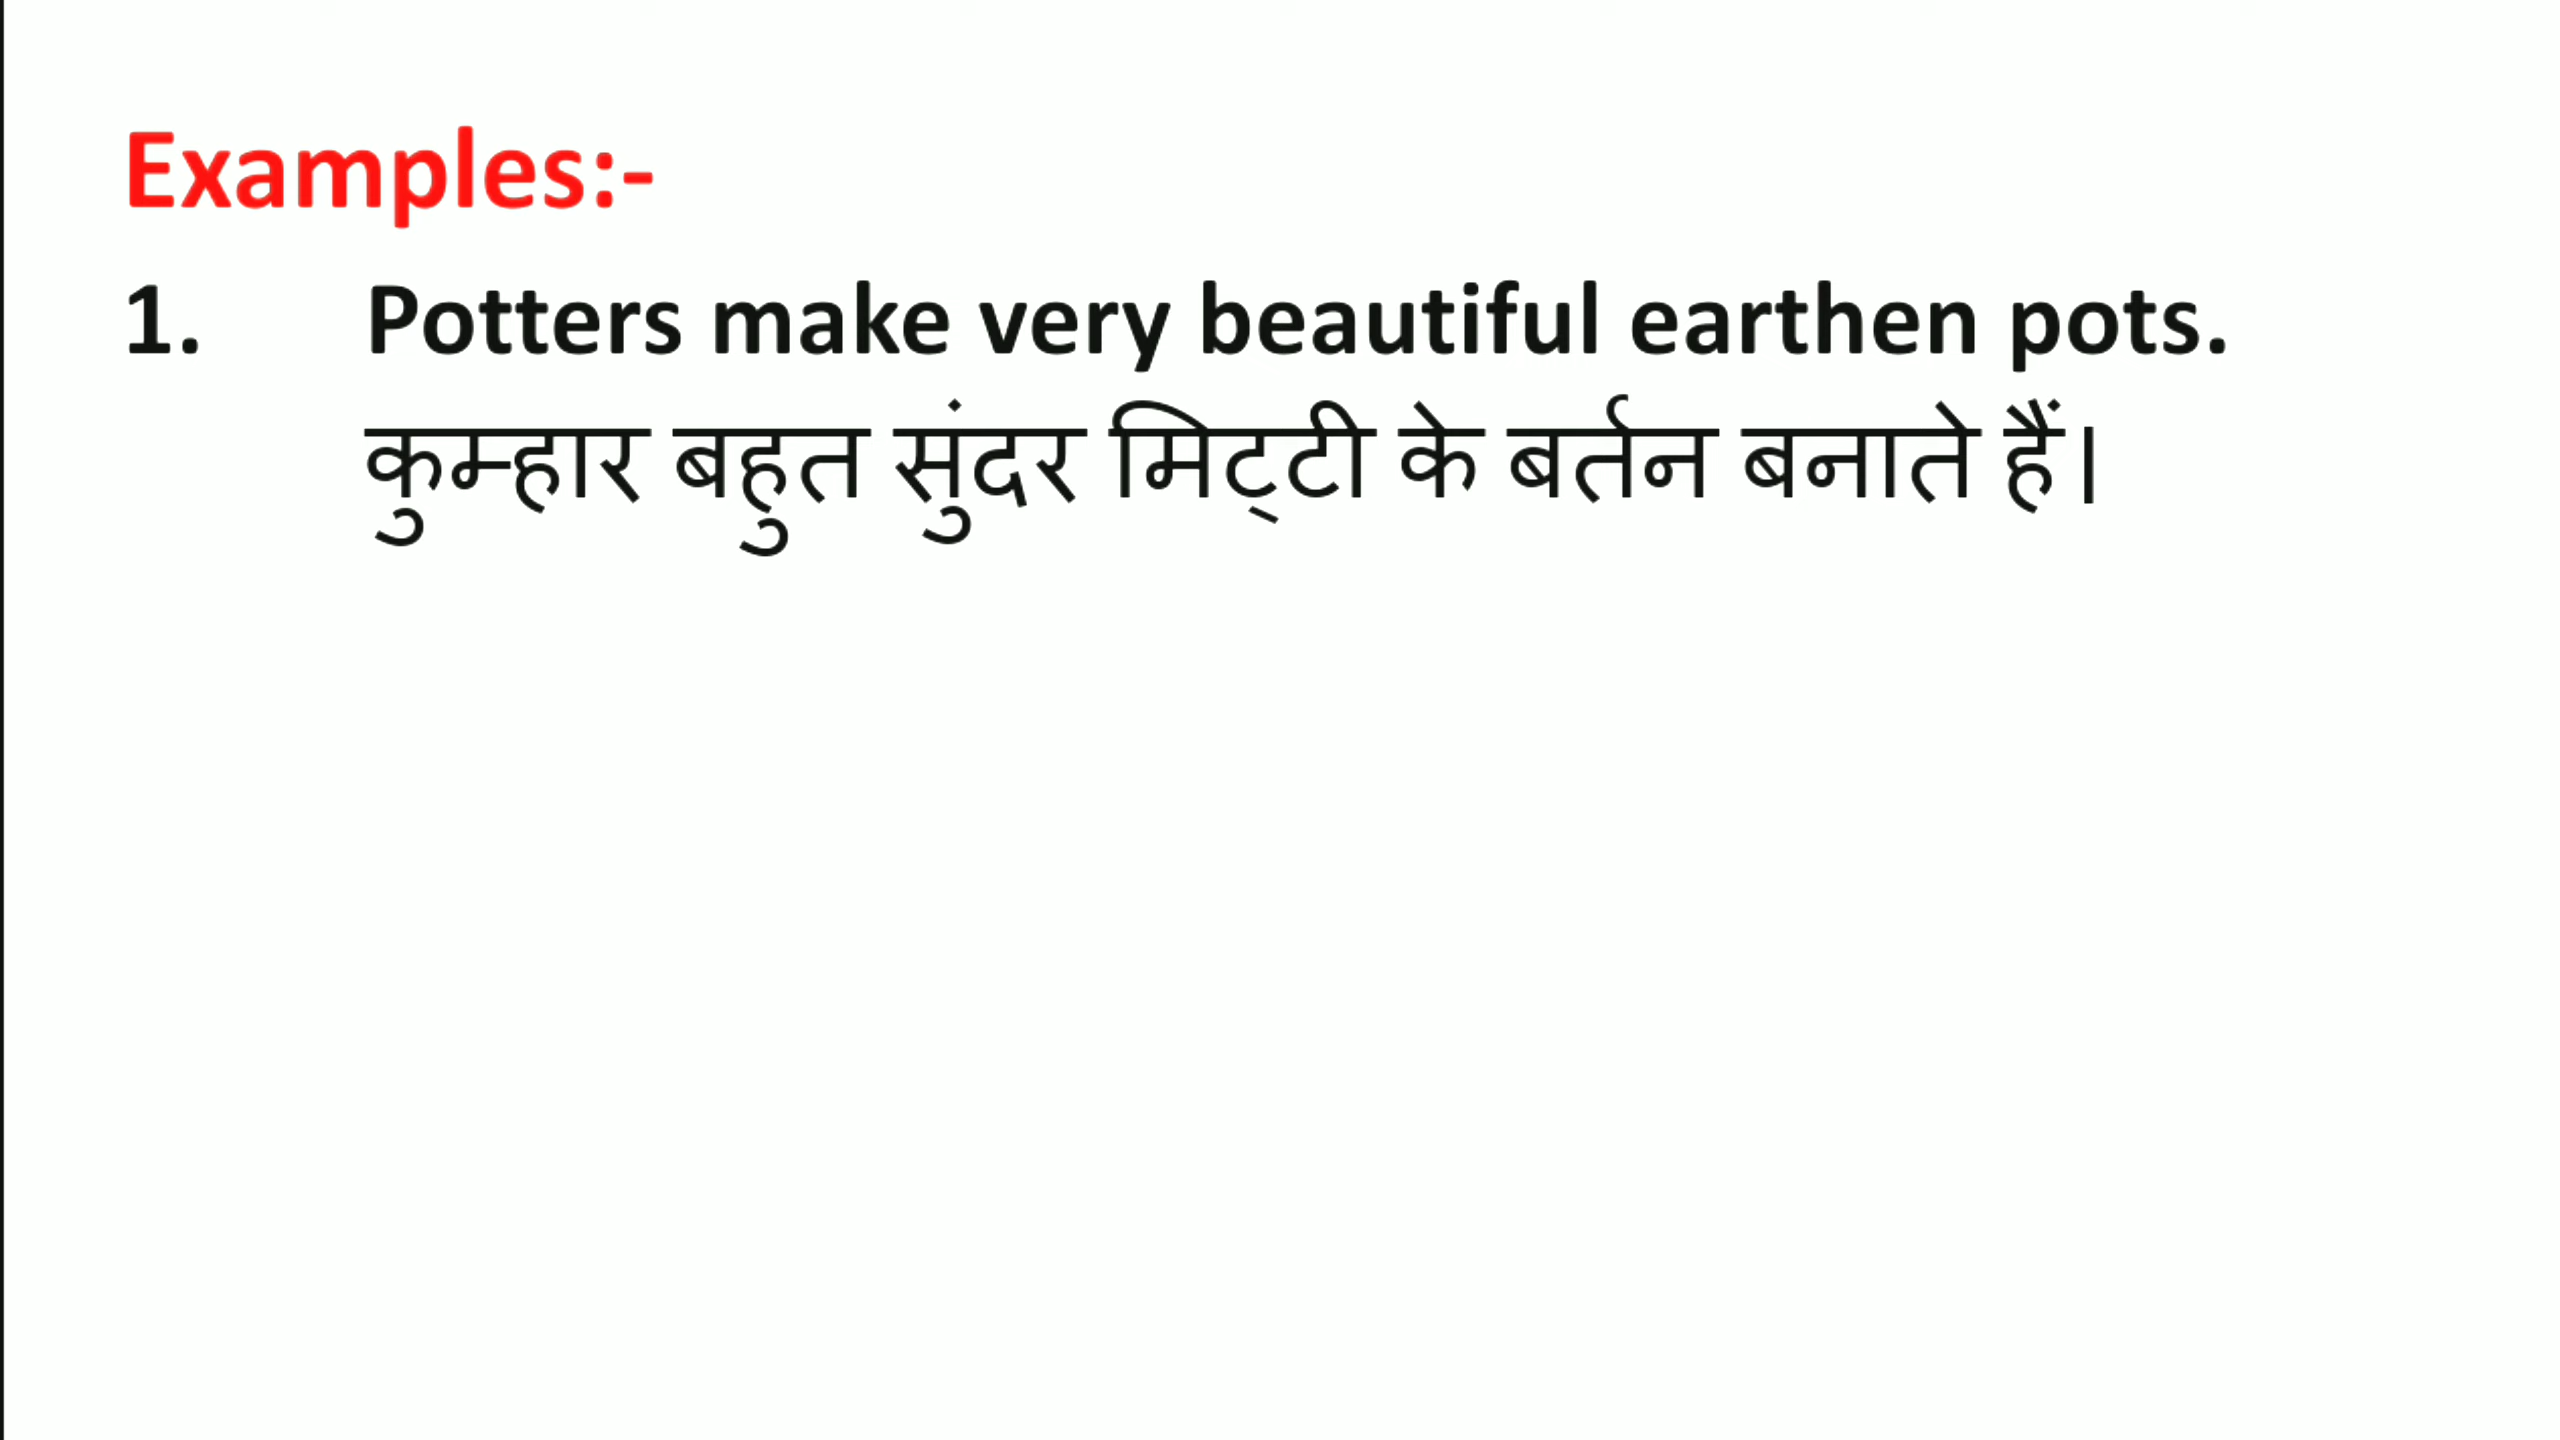 Examples:-
1. Potters make very beautiful earthen pots.
कुम्हार बहुत सुंदर मिट्टी के बर्तन बनाते हैं।